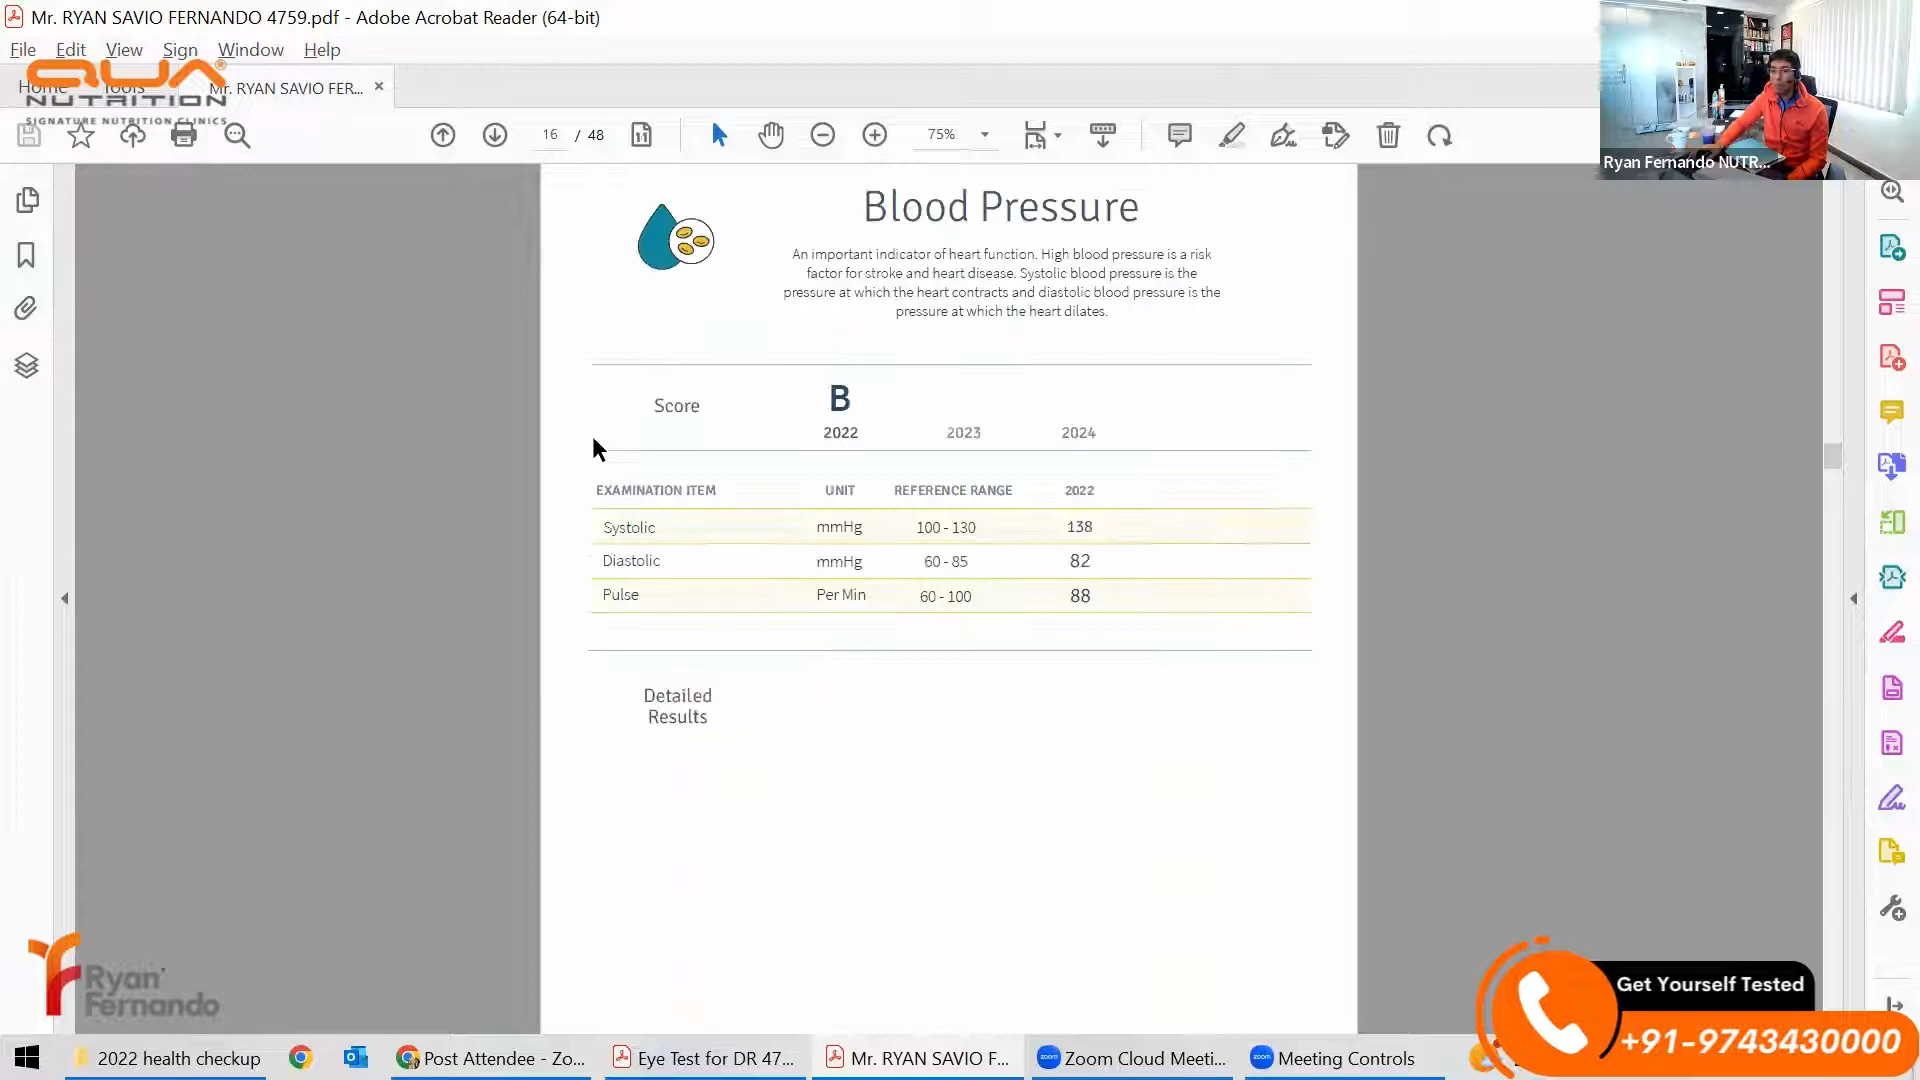 Mr. RYAN SAVIO FERNANDO 4759.pdf - Adobe Acrobat Reader (64-bit)
File Edit View Sign Window Help
Home Tools Mr. RYAN SAVIO FER... ×
QUA®
NUTRITION
SIGNATURE NUTRITION CLINICS
16 / 48 75%
Ryan Fernando NUTR...
Blood Pressure
An important indicator of heart function. High blood pressure is a risk
factor for stroke and heart disease. Systolic blood pressure is the
pressure at which the heart contracts and diastolic blood pressure is the
pressure at which the heart dilates.
Score B
2022 2023 2024
EXAMINATION ITEM UNIT REFERENCE RANGE 2022
Systolic mmHg 100 - 130 138
Diastolic mmHg 60 - 85 82
Pulse Per Min 60 - 100 88
Detailed
Results
Ryan
Fernando
Get Yourself Tested
+91-9743430000
2022 health checkup Post Attendee - Zo... Eye Test for DR 47... Mr. RYAN SAVIO F... Zoom Cloud Meeti... Meeting Controls